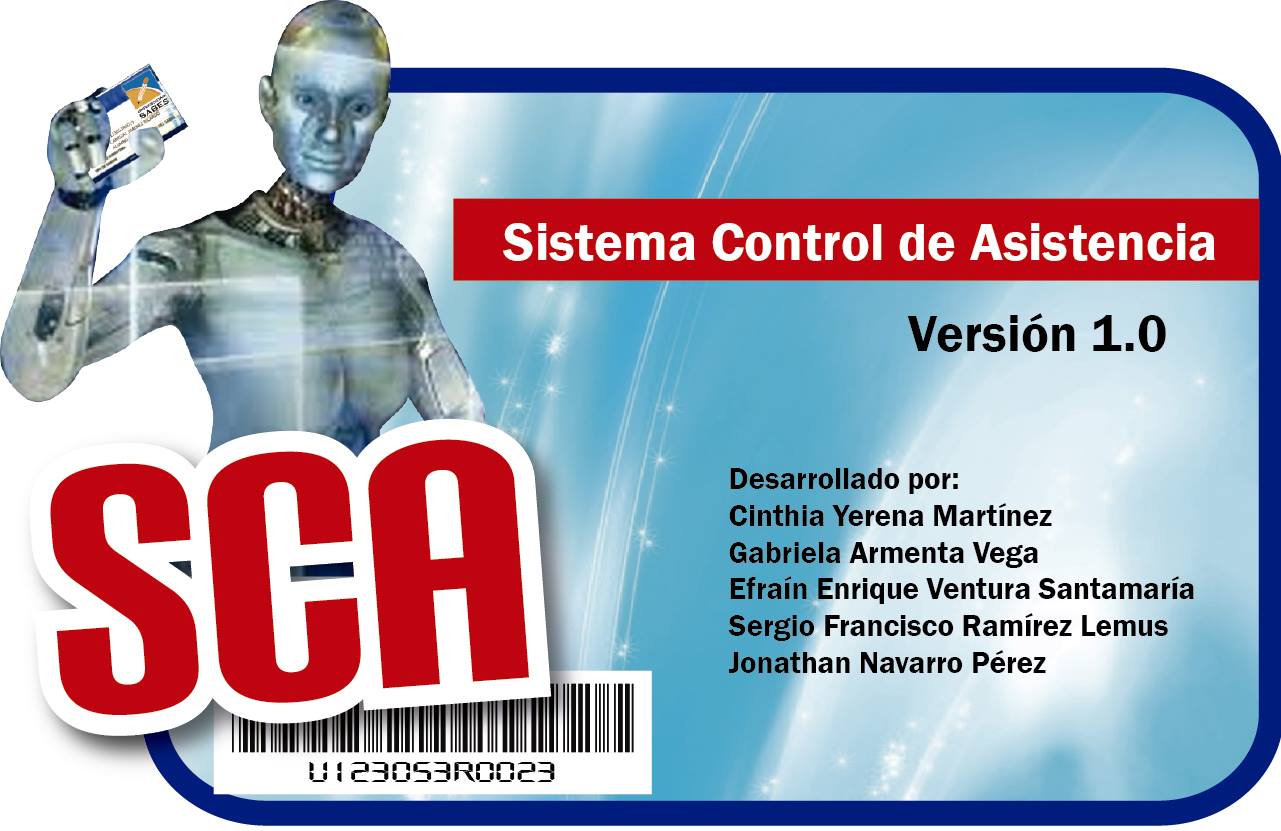 SABES
Sistema Control de Asistencia
Versión 1.0
SCA
Desarrollado por:
Cinthia Yerena Martínez
Gabriela Armenta Vega
Efraín Enrique Ventura Santamaría
Sergio Francisco Ramírez Lemus
Jonathan Navarro Pérez
U123053R0023